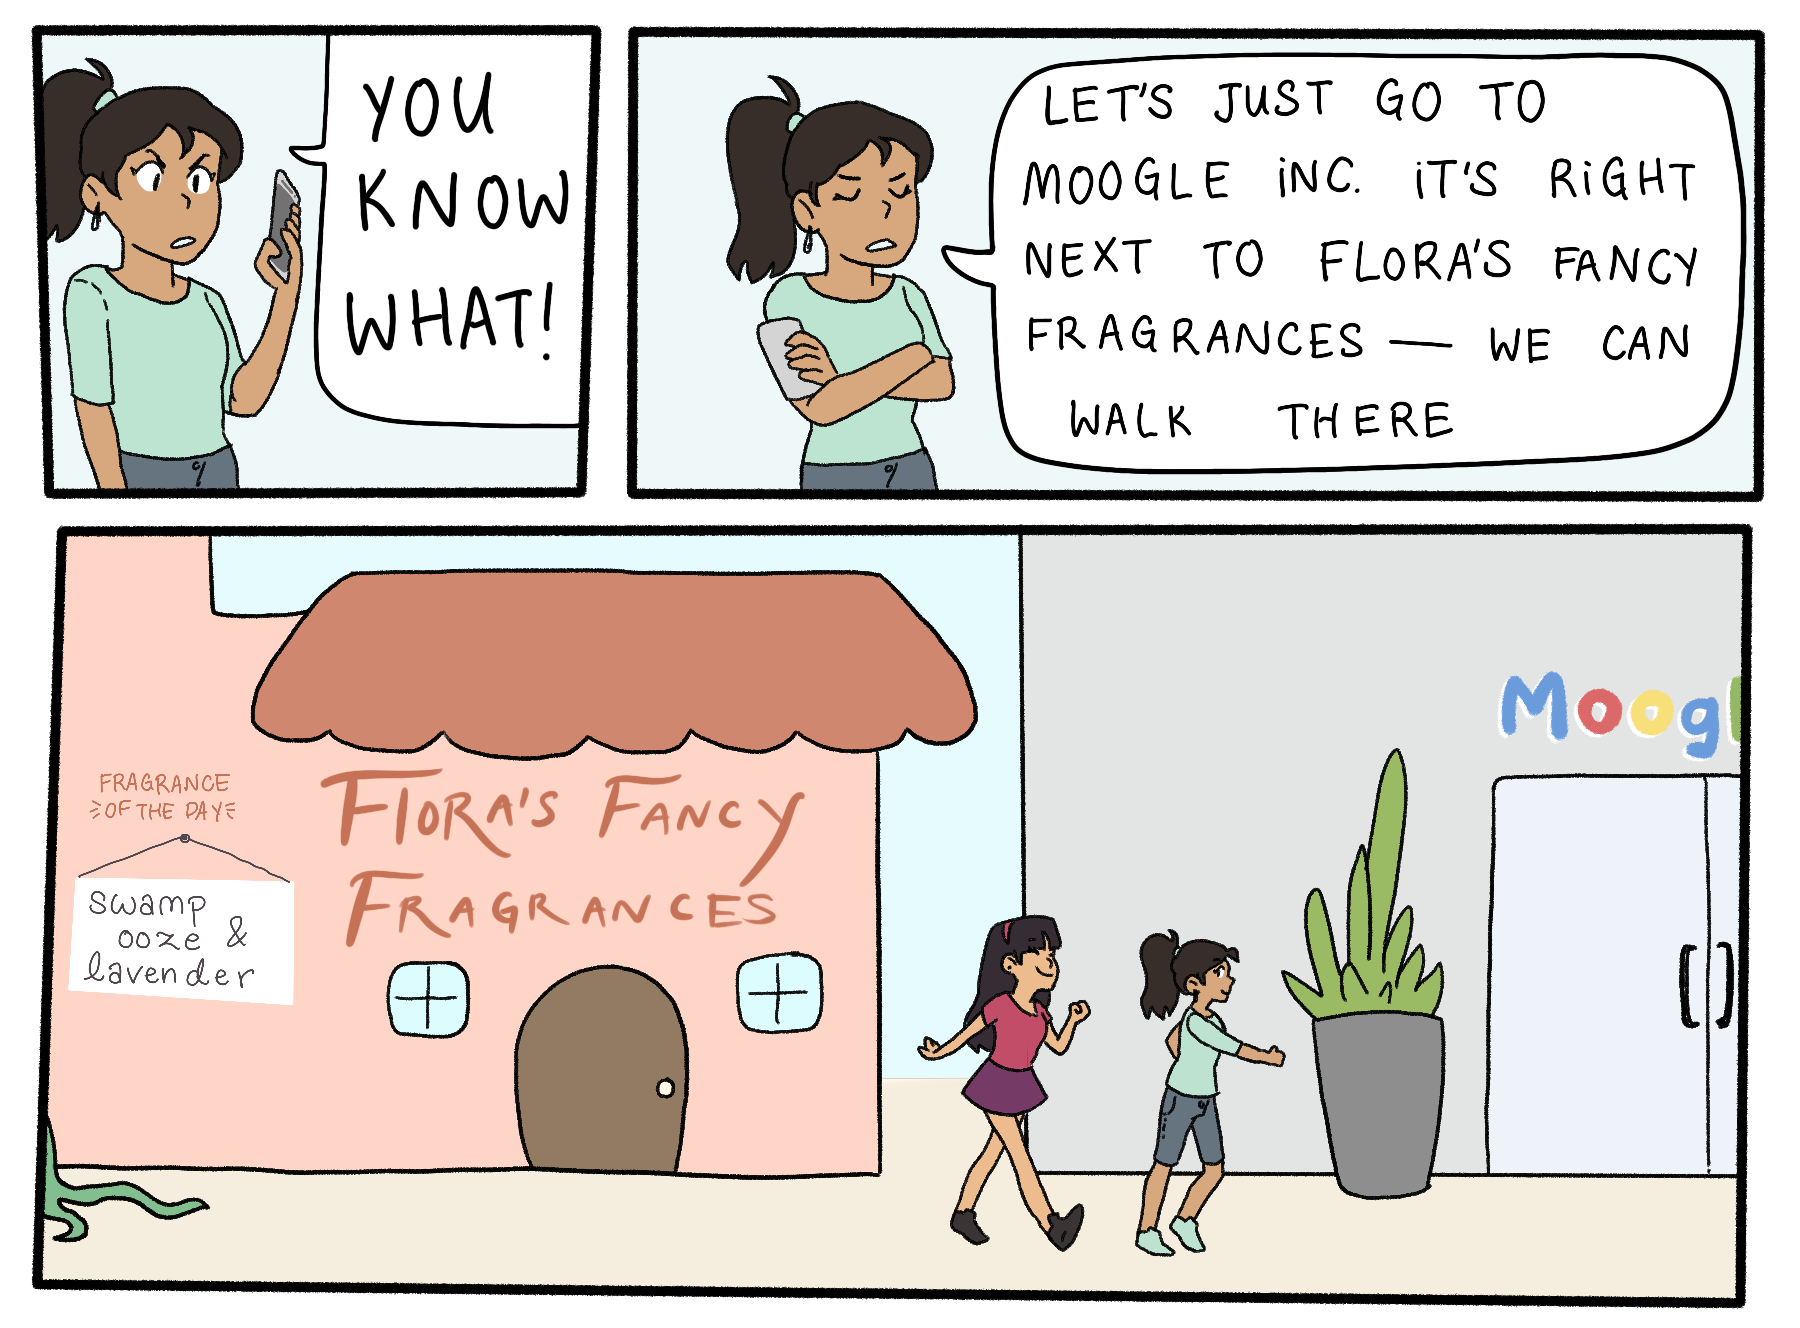 YOU
KNOW
WHAT!
LET'S JUST GO TO
MOOGLE INC. IT'S RIGHT
NEXT TO FLORA'S FANCY
FRAGRANCES — WE CAN
WALK THERE
FRAGRANCE
OF THE DAY
swamp
ooze &
lavender
FLORA'S FANCY
FRAGRANCES
Moogl